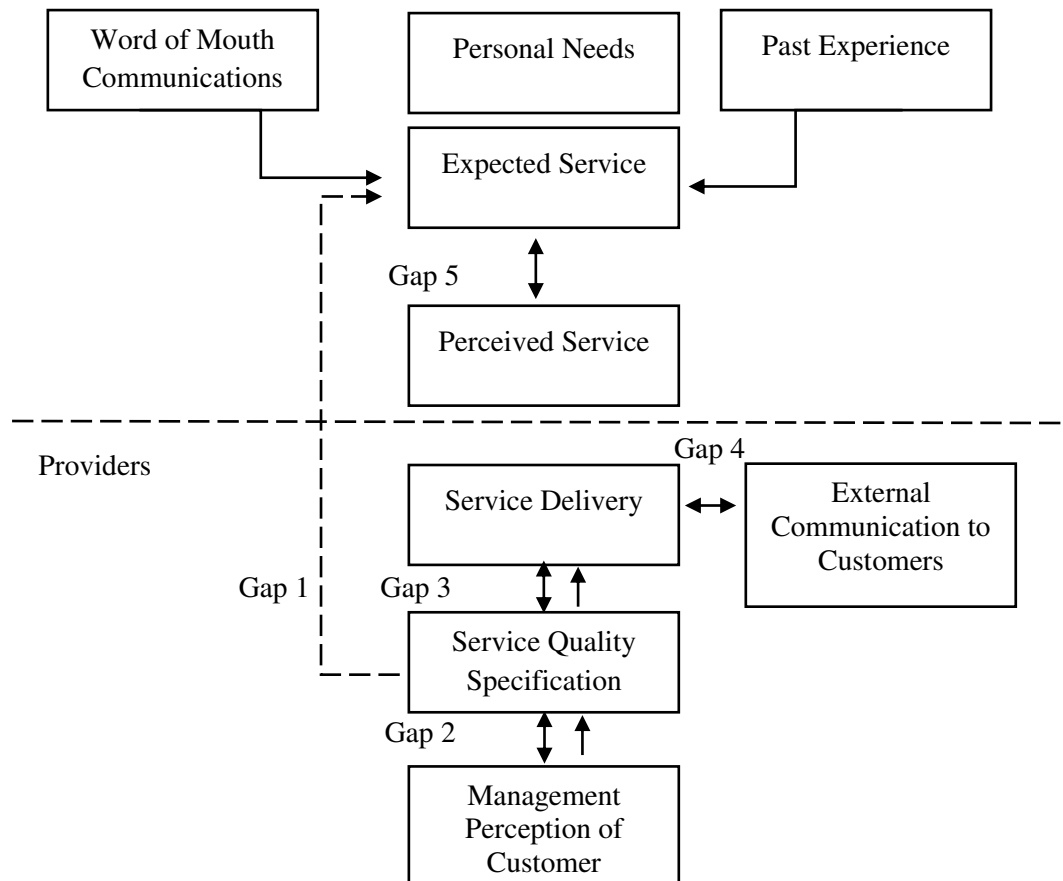 Word of Mouth
Communications
Personal Needs
Past Experience
Expected Service
Gap 5
Perceived Service
Providers
Gap 4
Service Delivery
External
Communication to
Customers
Gap 1
Gap 3
Service Quality
Specification
Gap 2
Management
Perception of
Customer